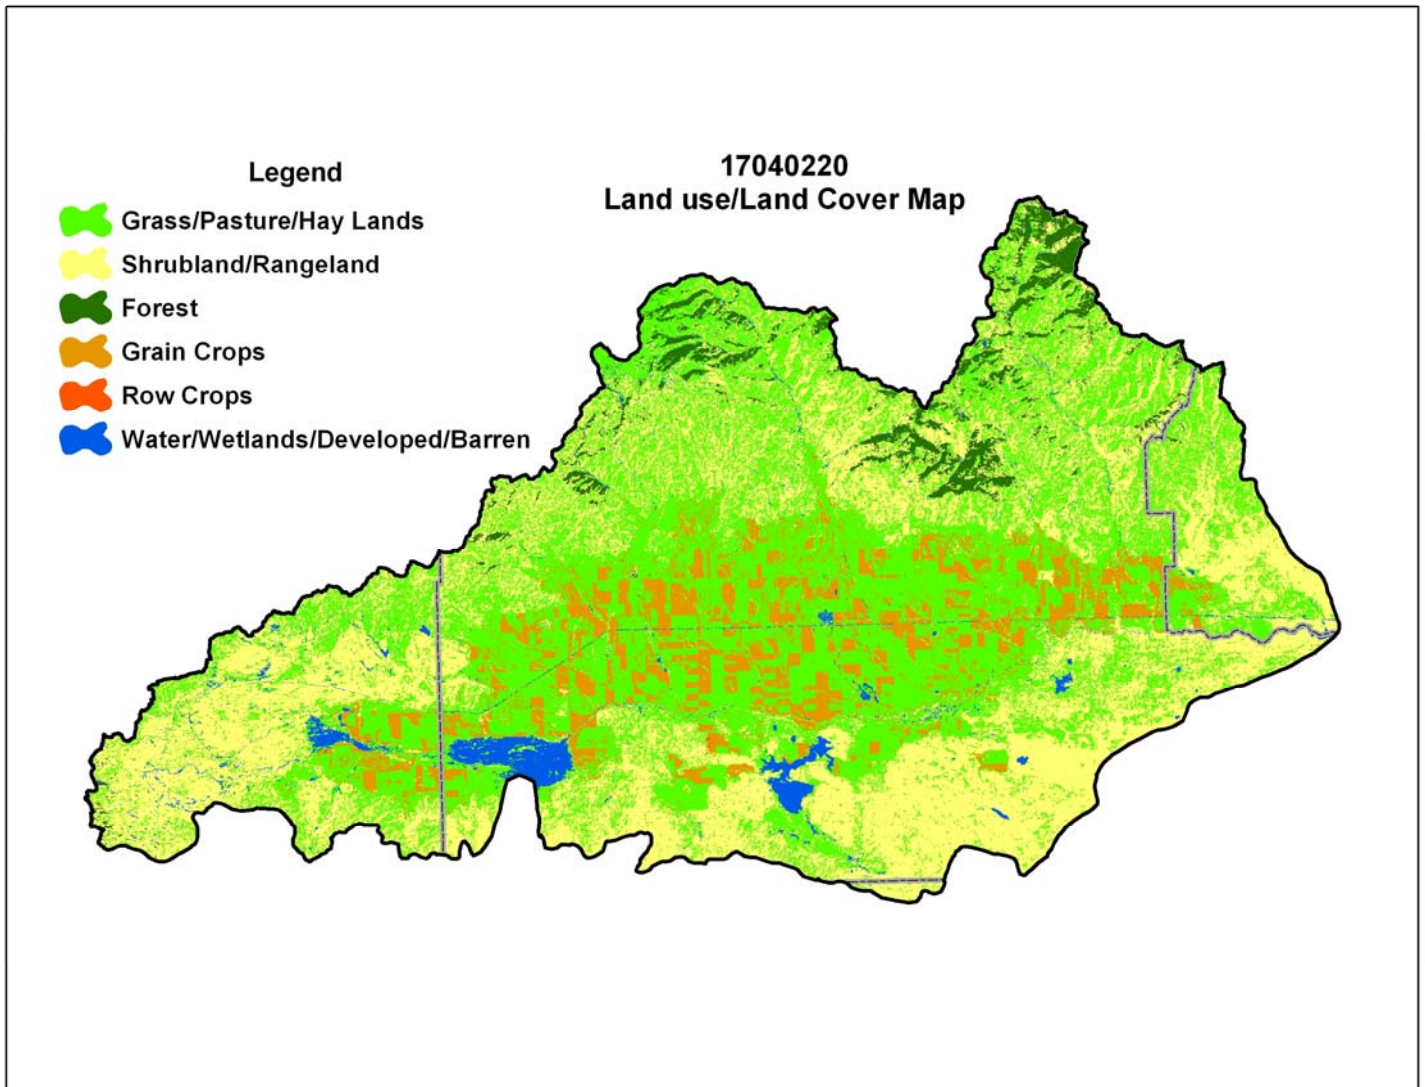 17040220
Land use/Land Cover Map
Legend
Grass/Pasture/Hay Lands
Shrubland/Rangeland
Forest
Grain Crops
Row Crops
Water/Wetlands/Developed/Barren